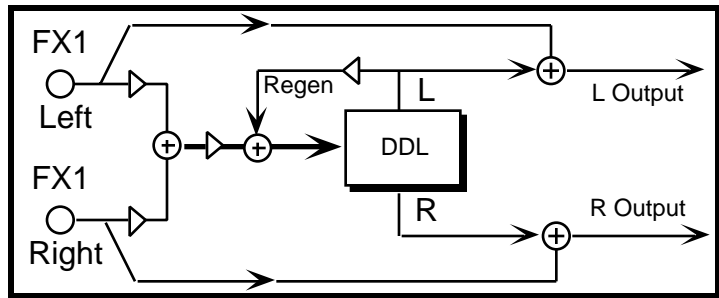 FX1
Left
Regen
L
L Output
DDL
FX1
Right
R
R Output